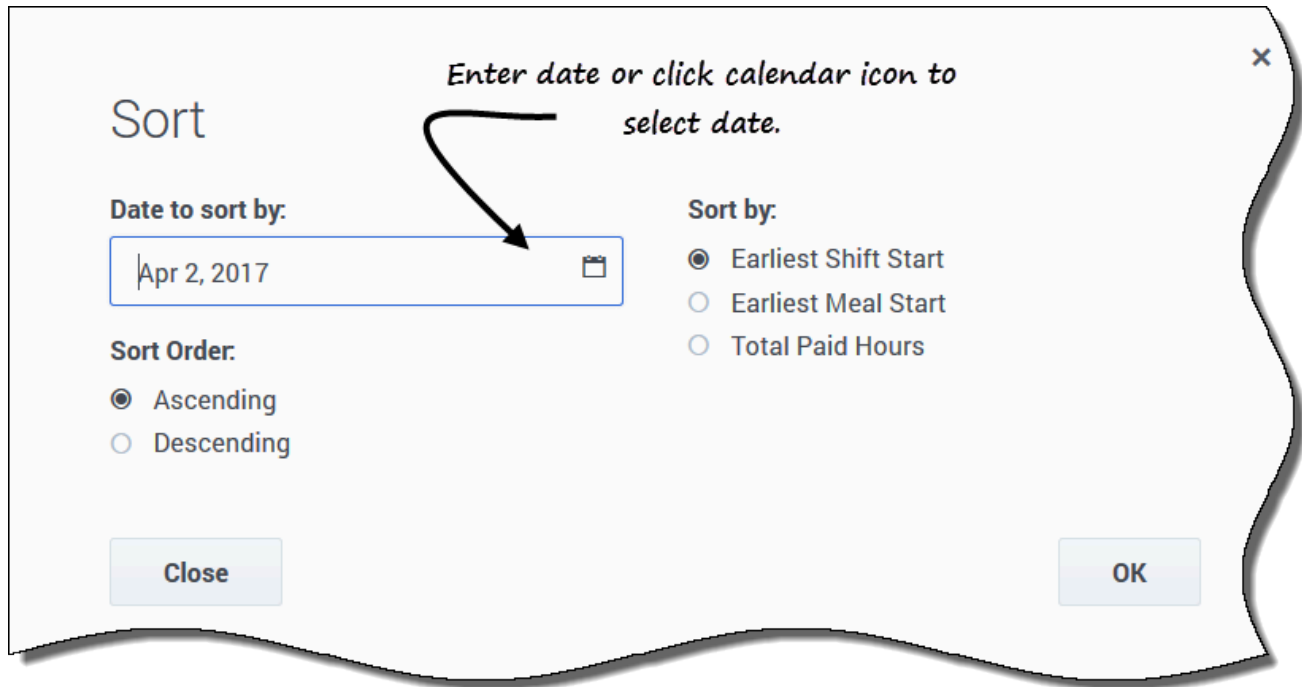 Enter date or click calendar icon to
select date.
×
Sort
Date to sort by:
Apr 2, 2017
Sort Order:
Ascending
Descending
Sort by:
Earliest Shift Start
Earliest Meal Start
Total Paid Hours
Close
OK